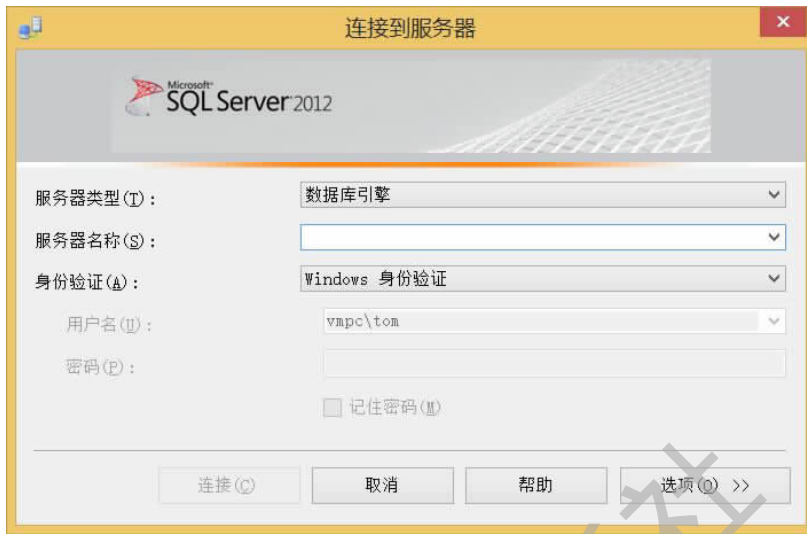 连接到服务器
Microsoft
SQL Server 2012
服务器类型(T): 数据库引擎
服务器名称(S):
身份验证(A): Windows 身份验证
用户名(U): vmpc\tom
密码(P):
记住密码(M)
连接(C) 取消 帮助 选项(O) >>
社